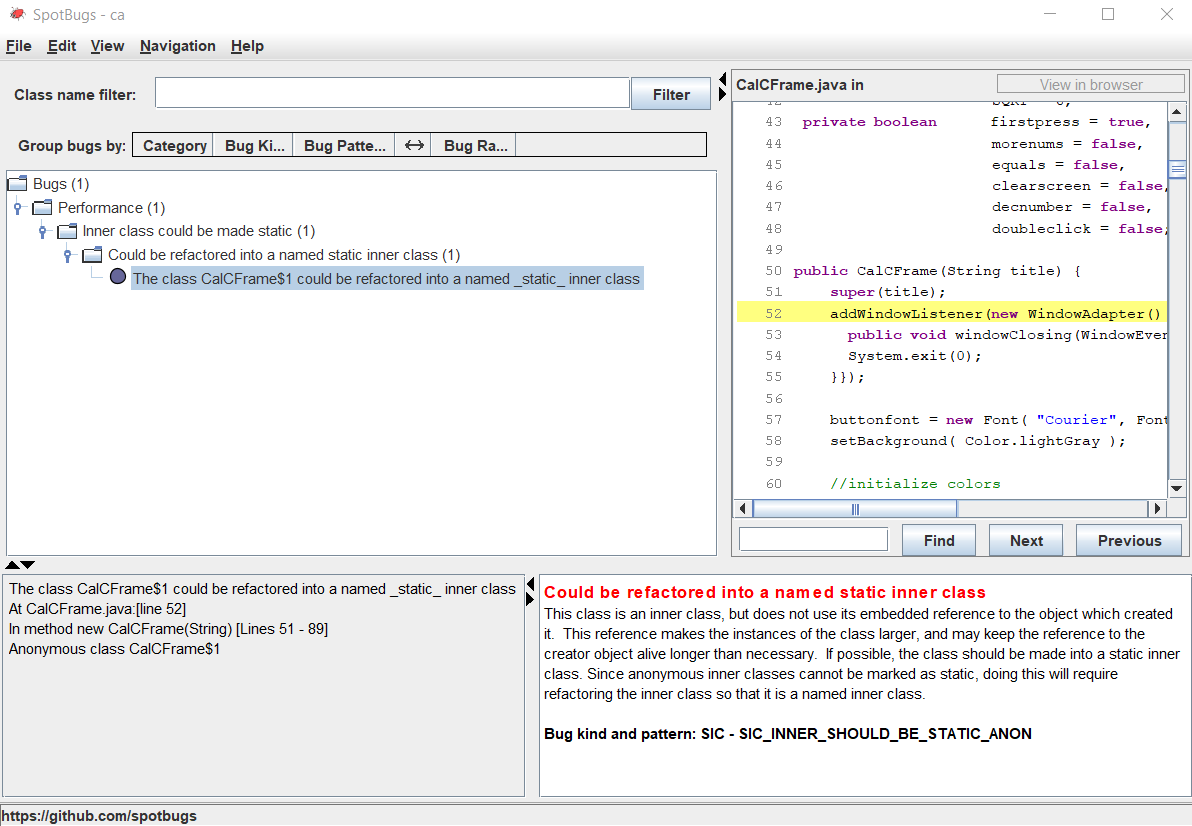 SpotBugs - ca
File Edit View Navigation Help
Class name filter: Filter
Group bugs by: Category Bug Ki... Bug Patte... Bug Ra...
Bugs (1)
Performance (1)
Inner class could be made static (1)
Could be refactored into a named static inner class (1)
The class CalCFrame$1 could be refactored into a named _static_ inner class
CalCFrame.java in View in browser
43 private boolean firstpress = true,
44 morenums = false,
45 equals = false,
46 clearscreen = false,
47 decnumber = false,
48 doubleclick = false;
49
50 public CalCFrame(String title) {
51 super(title);
52 addWindowListener(new WindowAdapter()
53 public void windowClosing(WindowEver
54 System.exit(0);
55 }});
56
57 buttonfont = new Font( "Courier", Font
58 setBackground( Color.lightGray );
59
60 //initialize colors
Find Next Previous
The class CalCFrame$1 could be refactored into a named _static_ inner class
At CalCFrame.java:[line 52]
In method new CalCFrame(String) [Lines 51 - 89]
Anonymous class CalCFrame$1
Could be refactored into a named static inner class
This class is an inner class, but does not use its embedded reference to the object which created
it.  This reference makes the instances of the class larger, and may keep the reference to the
creator object alive longer than necessary.  If possible, the class should be made into a static inner
class. Since anonymous inner classes cannot be marked as static, doing this will require
refactoring the inner class so that it is a named inner class.
Bug kind and pattern: SIC - SIC_INNER_SHOULD_BE_STATIC_ANON
https://github.com/spotbugs